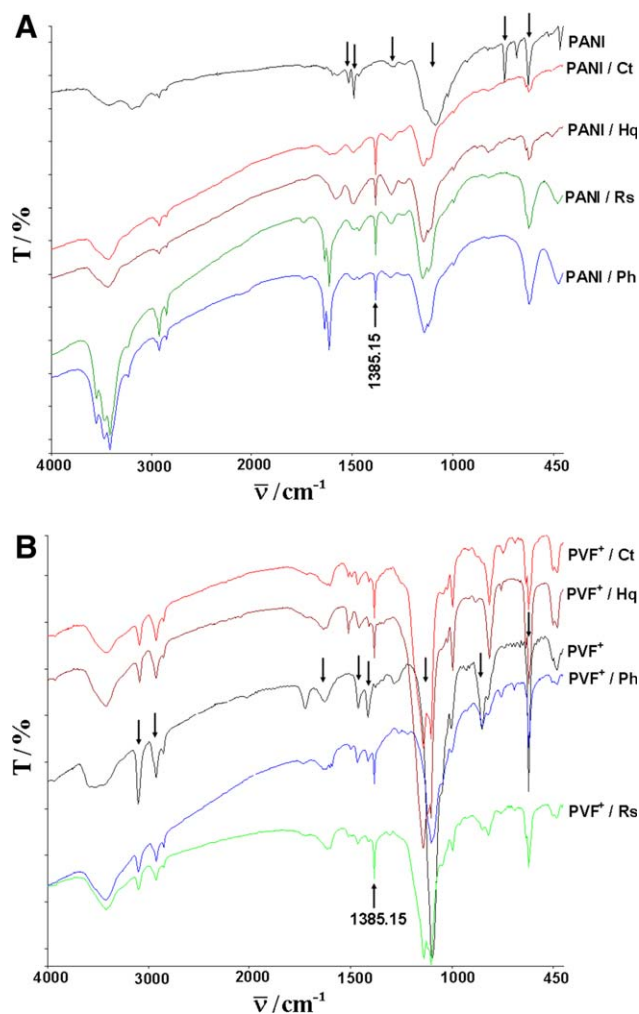 A
PANI
PANI / Ct
PANI / Hq
PANI / Rs
PANI / Ph
T / %
1385.15
4000 3000 2000 1500 1000 450
ν̅ / cm⁻¹
B
PVF⁺ / Ct
PVF⁺ / Hq
PVF⁺
PVF⁺ / Ph
PVF⁺ / Rs
T / %
1385.15
4000 3000 2000 1500 1000 450
ν̅ / cm⁻¹